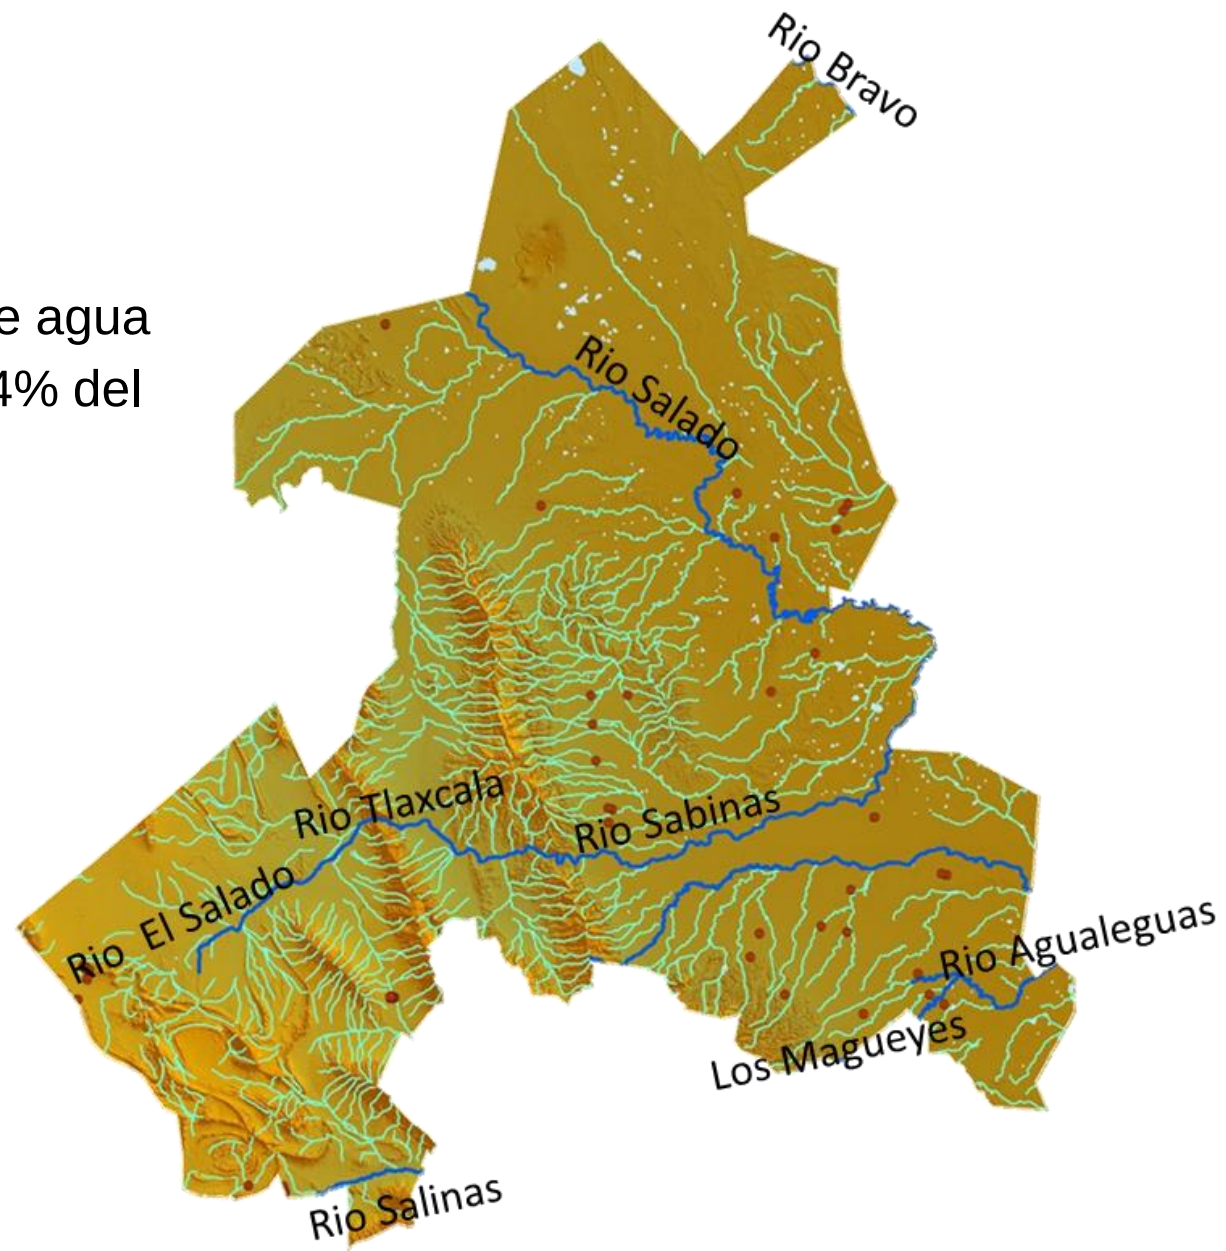 Rio Bravo
e agua
4% del
Rio Salado
Rio Tlaxcala
Rio Sabinas
Rio El Salado
Rio Agualeguas
Los Magueyes
Rio Salinas